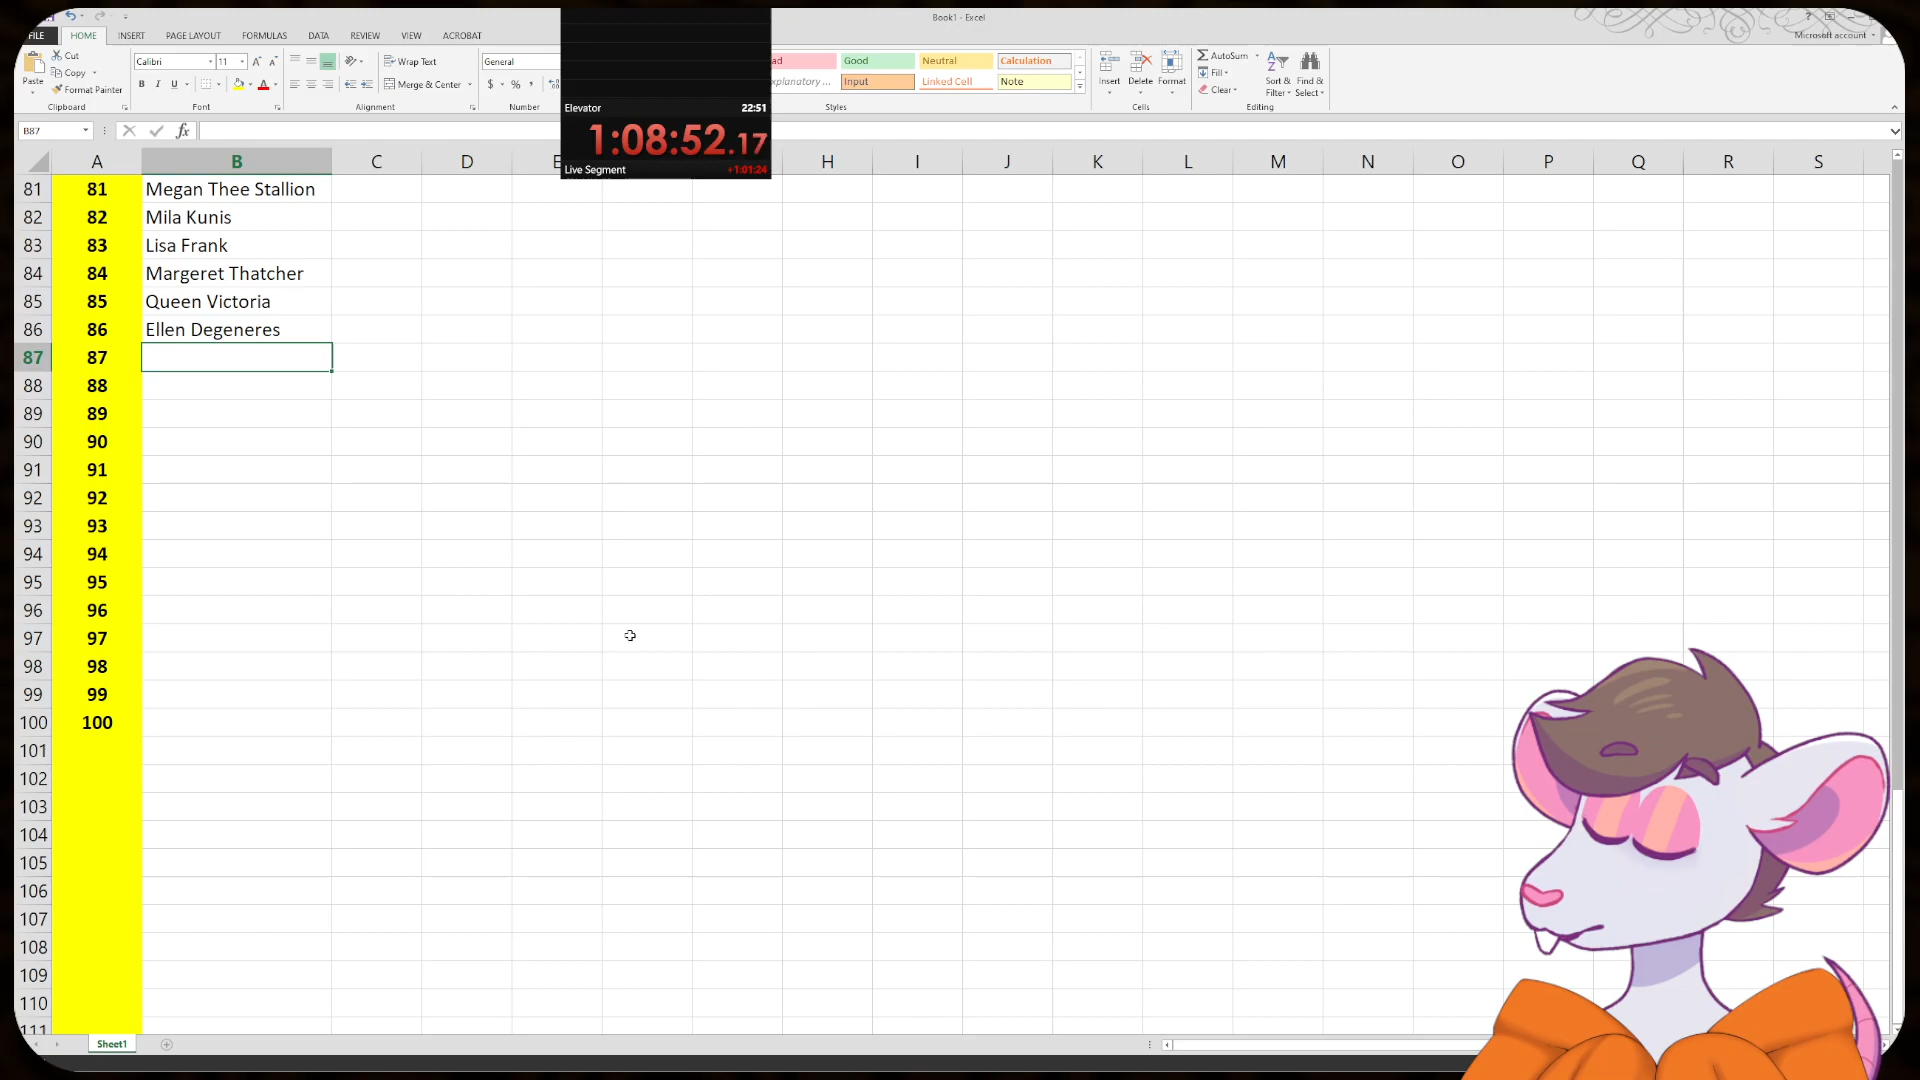 Book1 - Excel
FILE HOME INSERT PAGE LAYOUT FORMULAS DATA REVIEW VIEW ACROBAT
Microsoft account
Paste
Cut
Copy
Format Painter
Clipboard
Calibri 11
B I U
Font
Wrap Text
Merge & Center
Alignment
General
$ % ,
Number
Good Neutral Calculation
xplanatory ... Input Linked Cell Note
Styles
Insert Delete Format
Cells
AutoSum
Fill
Clear
Sort & Filter
Find & Select
Editing
Elevator 22:51
1:08:52.17
Live Segment +1:01:24
B87
fx
A B C D E H I J K L M N O P Q R S
81 81 Megan Thee Stallion
82 82 Mila Kunis
83 83 Lisa Frank
84 84 Margeret Thatcher
85 85 Queen Victoria
86 86 Ellen Degeneres
87 87
88 88
89 89
90 90
91 91
92 92
93 93
94 94
95 95
96 96
97 97
98 98
99 99
100 100
101
102
103
104
105
106
107
108
109
110
111
Sheet1